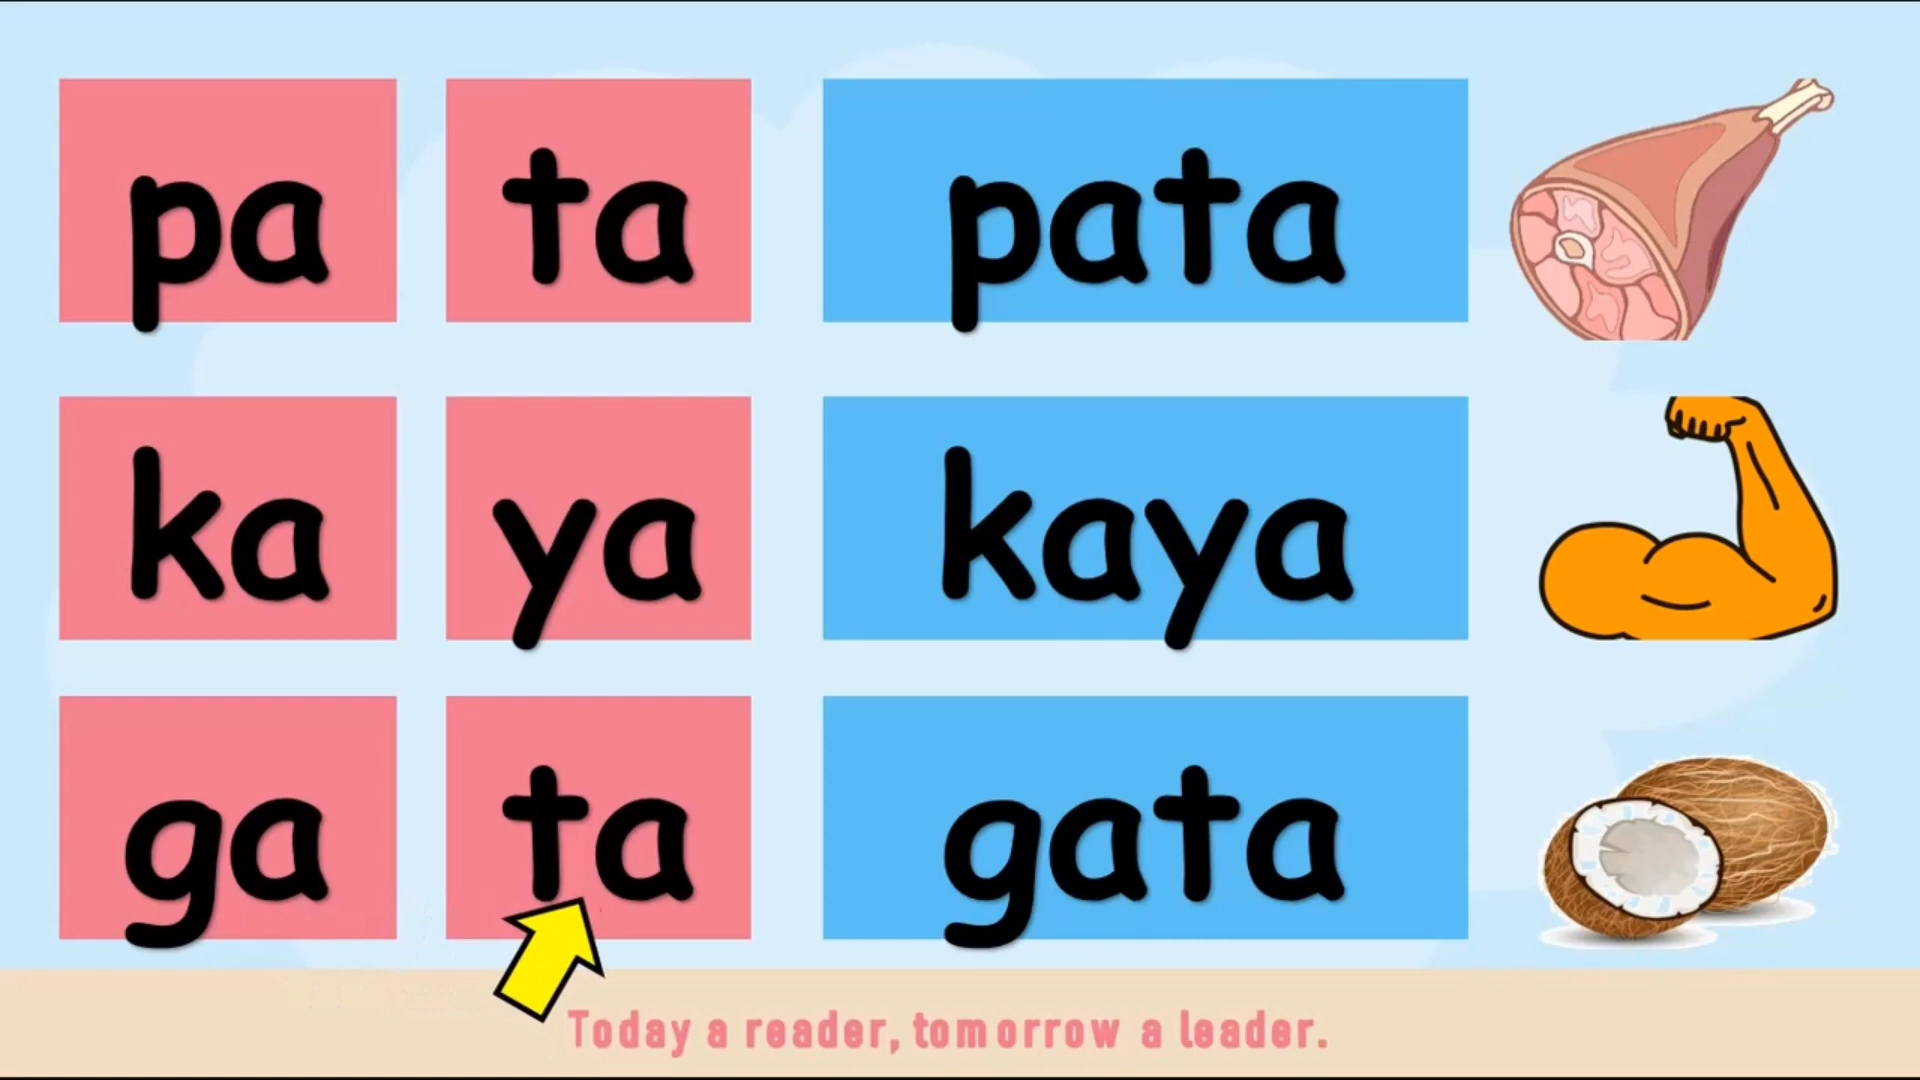 pa ta pata
ka ya kaya
ga ta gata
Today a reader, tomorrow a leader.